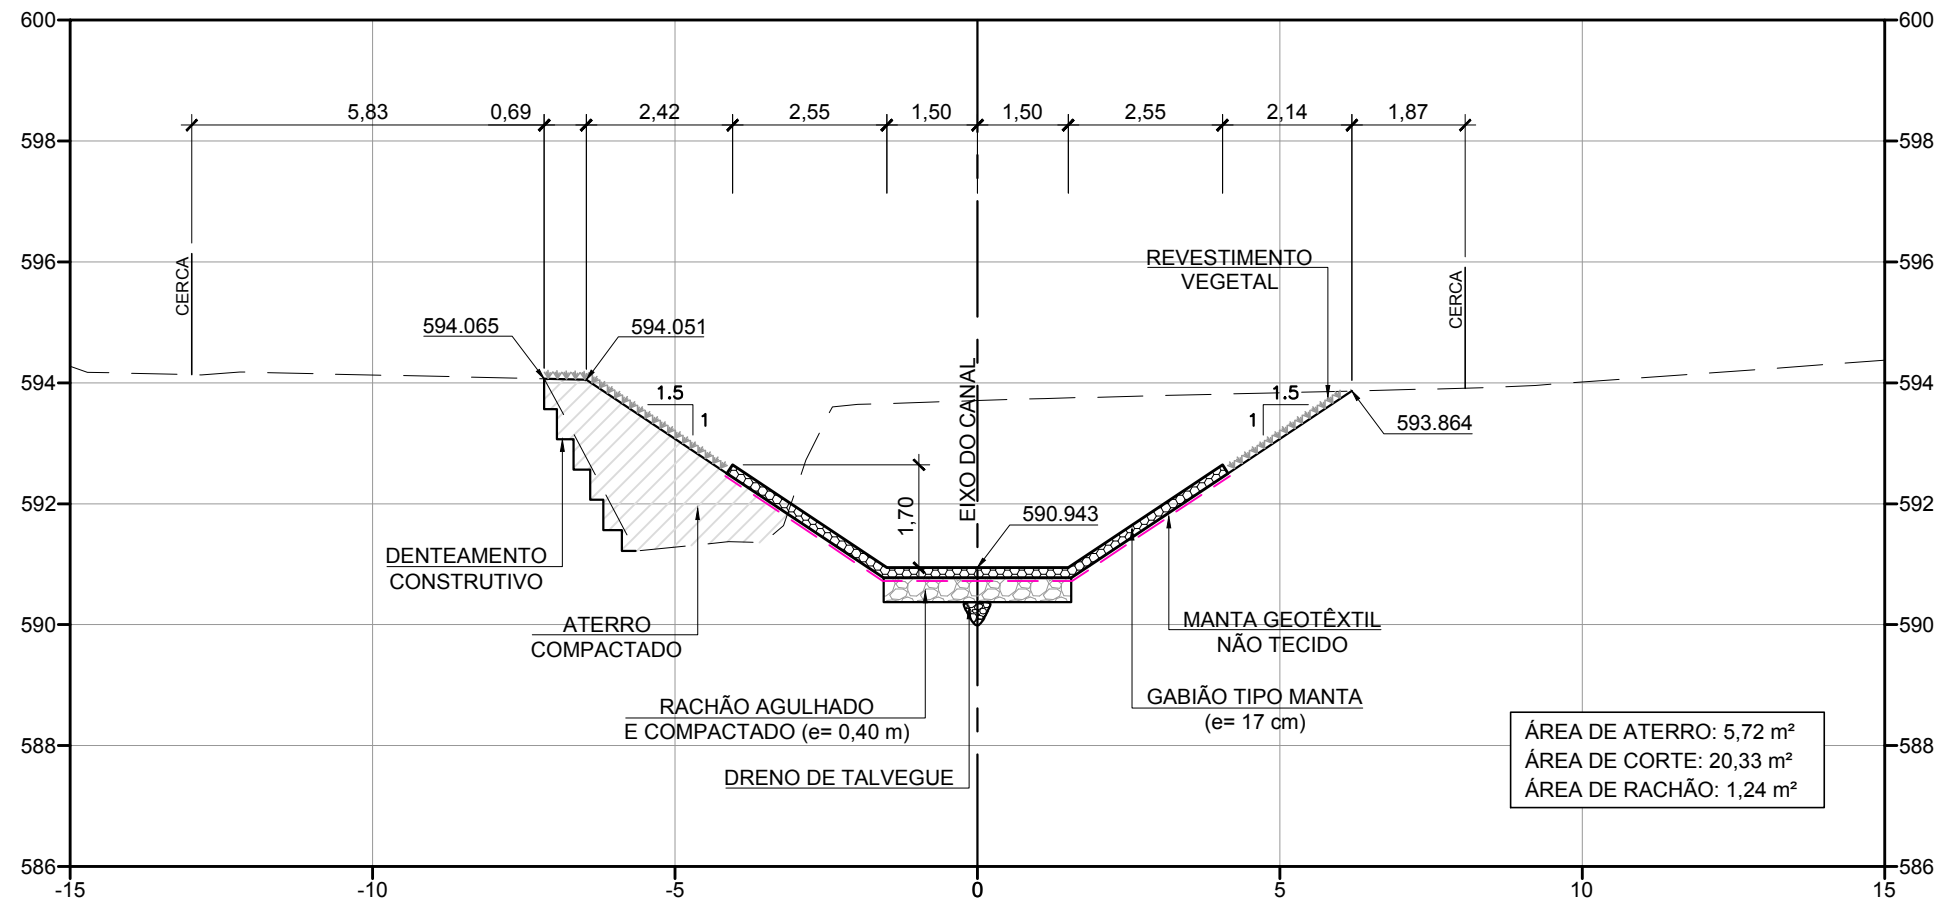 600
600
5,83
0,69
2,42
2,55
1,50
1,50
2,55
2,14
1,87
598
598
REVESTIMENTO
VEGETAL
596
596
CERCA
CERCA
594.065
594.051
EIXO DO CANAL
594
594
1.5
1
1.5
1
593.864
592
592
1,70
590.943
DENTEAMENTO
CONSTRUTIVO
ATERRO
COMPACTADO
MANTA GEOTÊXTIL
NÃO TECIDO
590
590
RACHÃO AGULHADO
E COMPACTADO (e= 0,40 m)
GABIÃO TIPO MANTA
(e= 17 cm)
DRENO DE TALVEGUE
ÁREA DE ATERRO: 5,72 m²
ÁREA DE CORTE: 20,33 m²
ÁREA DE RACHÃO: 1,24 m²
588
588
586
586
-15
-10
-5
0
5
10
15